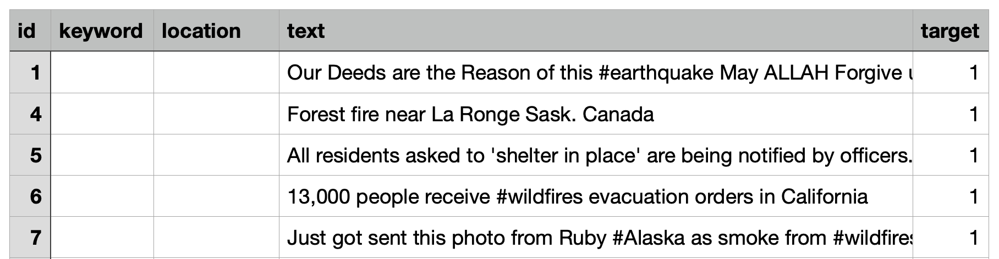 id keyword location text target
1 Our Deeds are the Reason of this #earthquake May ALLAH Forgive 1
4 Forest fire near La Ronge Sask. Canada 1
5 All residents asked to 'shelter in place' are being notified by officers. 1
6 13,000 people receive #wildfires evacuation orders in California 1
7 Just got sent this photo from Ruby #Alaska as smoke from #wildfires 1